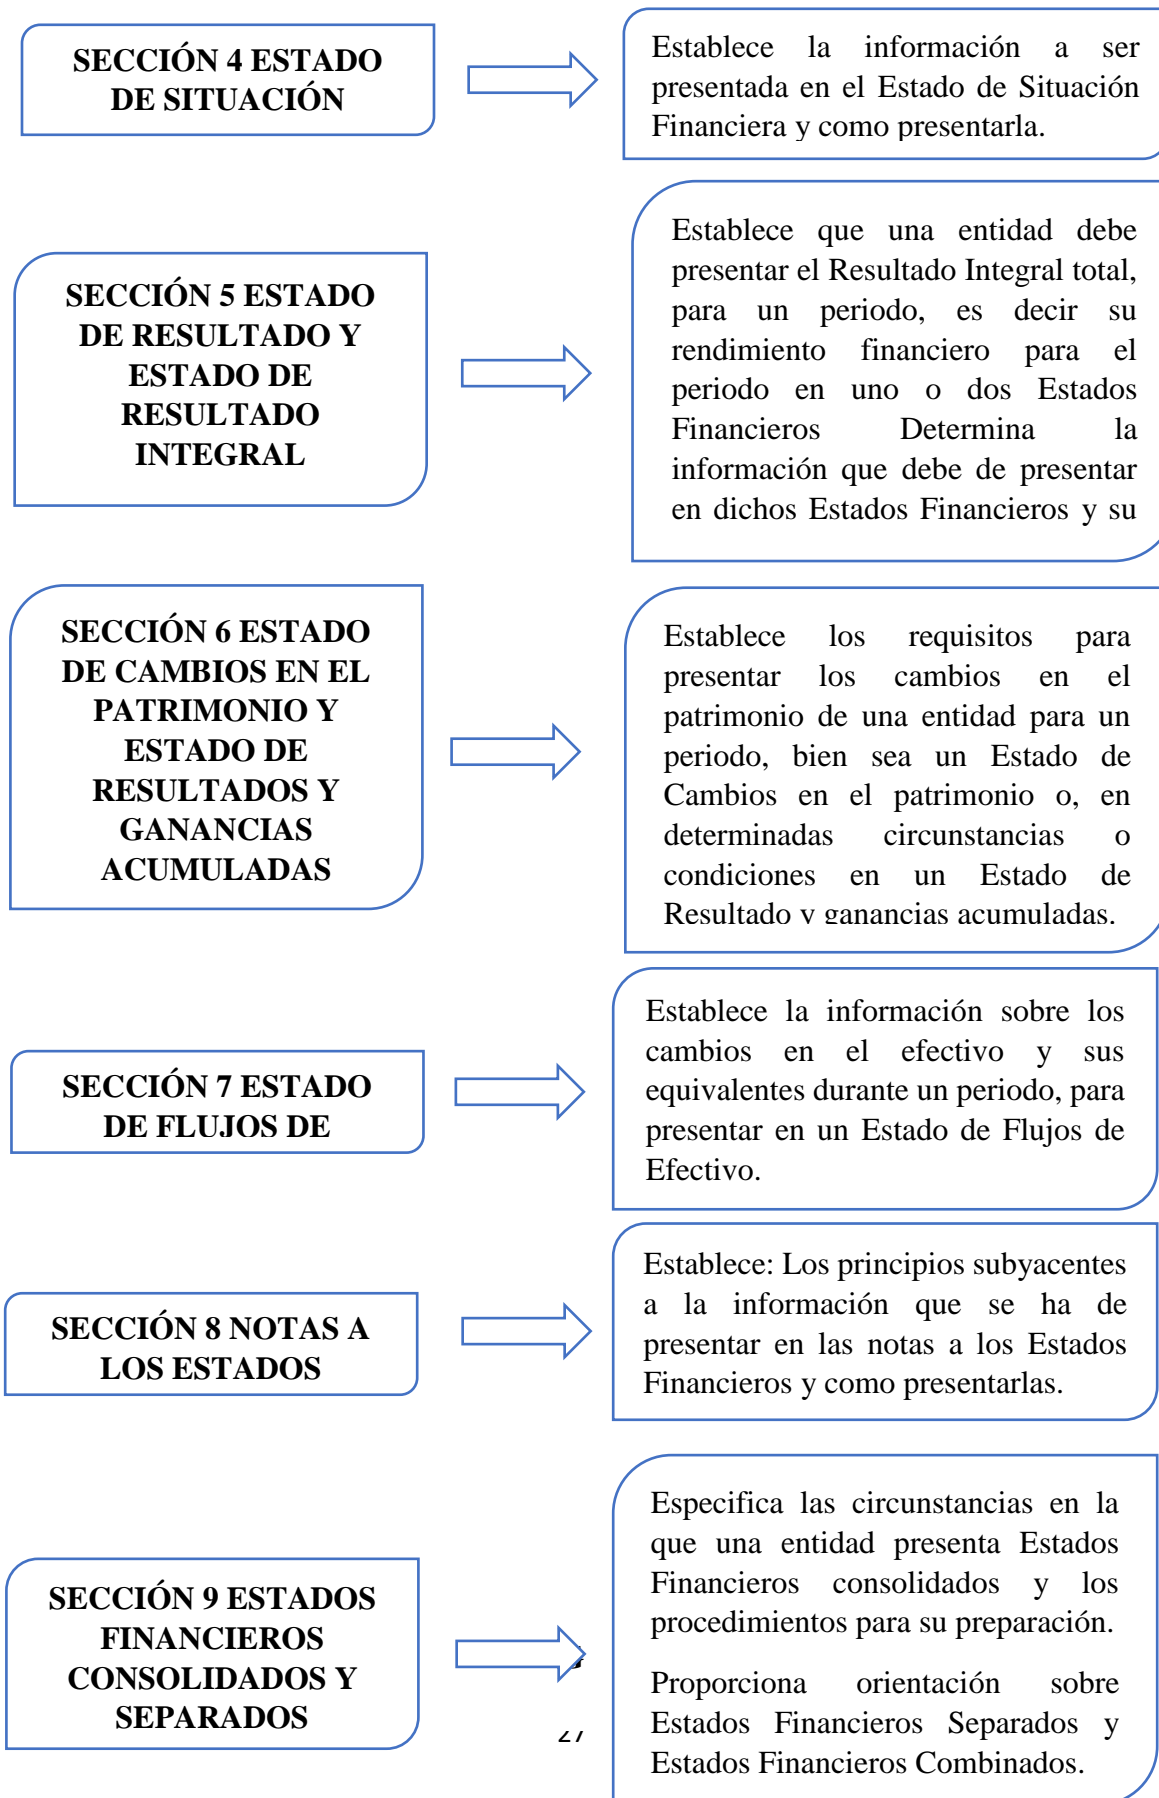 SECCIÓN 4 ESTADO
DE SITUACIÓN
Establece la información a ser
presentada en el Estado de Situación
Financiera y como presentarla.
SECCIÓN 5 ESTADO
DE RESULTADO Y
ESTADO DE
RESULTADO
INTEGRAL
Establece que una entidad debe
presentar el Resultado Integral total,
para un periodo, es decir su
rendimiento financiero para el
periodo en uno o dos Estados
Financieros Determina la
información que debe de presentar
en dichos Estados Financieros y su
SECCIÓN 6 ESTADO
DE CAMBIOS EN EL
PATRIMONIO Y
ESTADO DE
RESULTADOS Y
GANANCIAS
ACUMULADAS
Establece los requisitos para
presentar los cambios en el
patrimonio de una entidad para un
periodo, bien sea un Estado de
Cambios en el patrimonio o, en
determinadas circunstancias o
condiciones en un Estado de
Resultado y ganancias acumuladas.
SECCIÓN 7 ESTADO
DE FLUJOS DE
Establece la información sobre los
cambios en el efectivo y sus
equivalentes durante un periodo, para
presentar en un Estado de Flujos de
Efectivo.
SECCIÓN 8 NOTAS A
LOS ESTADOS
Establece: Los principios subyacentes
a la información que se ha de
presentar en las notas a los Estados
Financieros y como presentarlas.
SECCIÓN 9 ESTADOS
FINANCIEROS
CONSOLIDADOS Y
SEPARADOS
Especifica las circunstancias en la
que una entidad presenta Estados
Financieros consolidados y los
procedimientos para su preparación.
Proporciona orientación sobre
Estados Financieros Separados y
Estados Financieros Combinados.
27